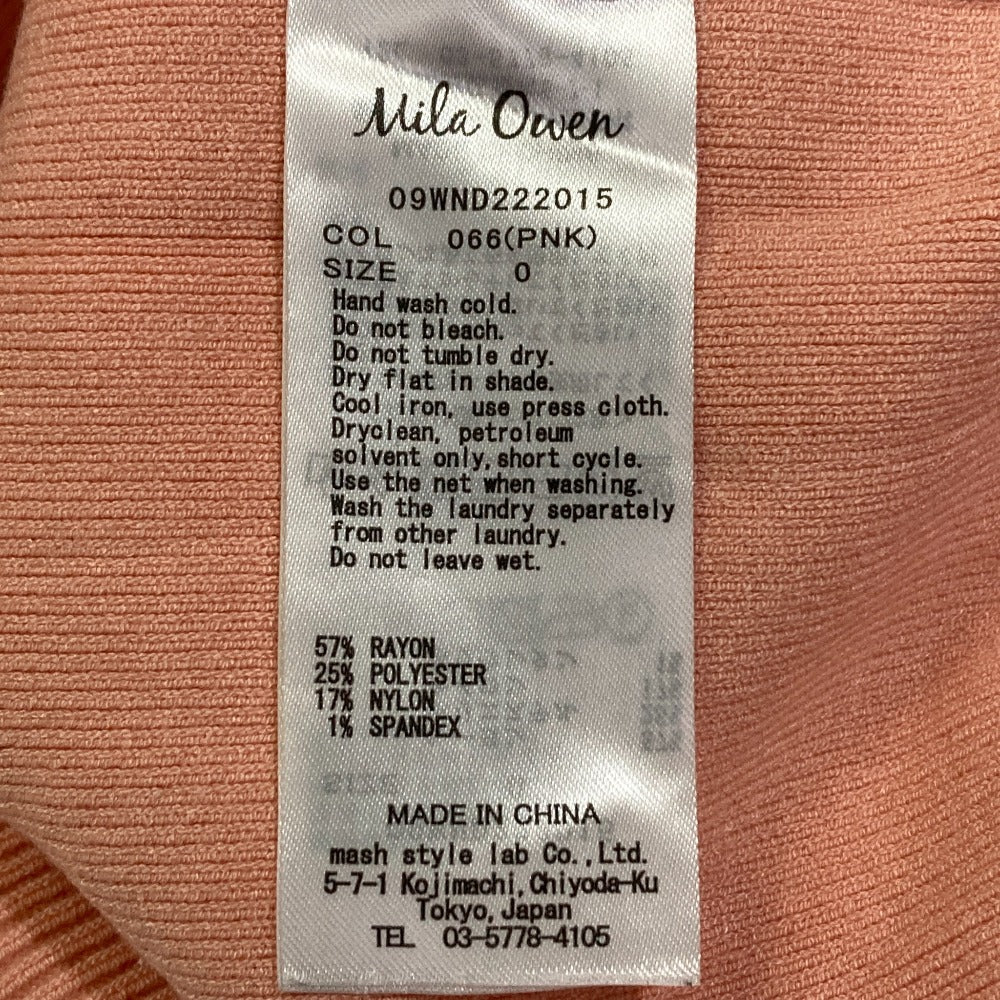 Mila Owen
09WND222015
COL 066(PNK)
SIZE 0
Hand wash cold.
Do not bleach.
Do not tumble dry.
Dry flat in shade.
Cool iron, use press cloth.
Dryclean, petroleum
solvent only, short cycle.
Use the net when washing.
Wash the laundry separately
from other laundry.
Do not leave wet.
57% RAYON
25% POLYESTER
17% NYLON
1% SPANDEX
MADE IN CHINA
mash style lab Co.,Ltd.
5-7-1 Kojimachi,Chiyoda-Ku
Tokyo, Japan
TEL 03-5778-4105